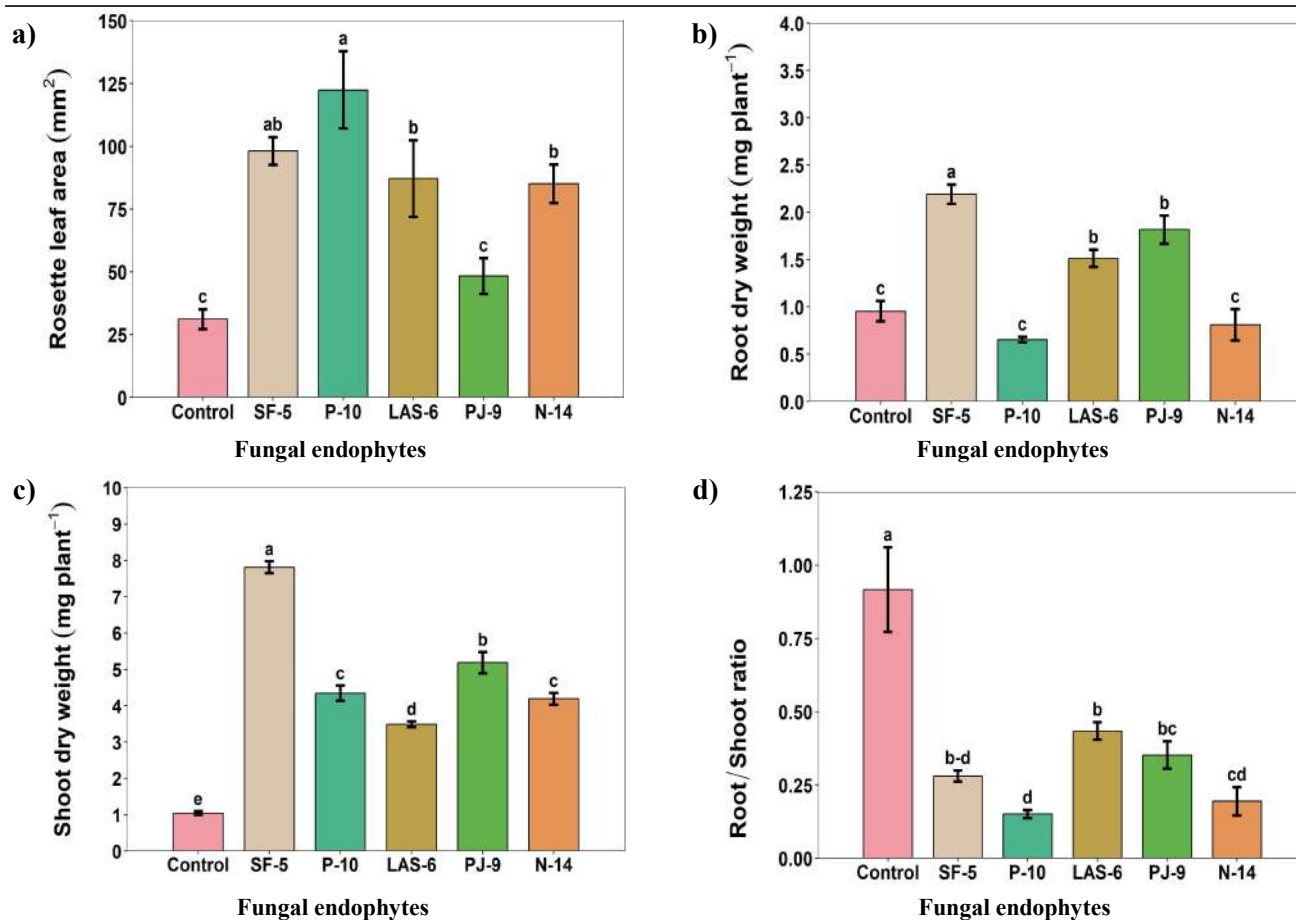 a)
Rosette leaf area (mm²)
150
125
100
75
50
25
0
c
ab
a
b
c
b
Control SF-5 P-10 LAS-6 PJ-9 N-14
Fungal endophytes
b)
Root dry weight (mg plant⁻¹)
4.0
3.5
3.0
2.5
2.0
1.5
1.0
0.5
0.0
c
a
c
b
b
c
Control SF-5 P-10 LAS-6 PJ-9 N-14
Fungal endophytes
c)
Shoot dry weight (mg plant⁻¹)
10
9
8
7
6
5
4
3
2
1
0
e
a
c
d
b
c
Control SF-5 P-10 LAS-6 PJ-9 N-14
Fungal endophytes
d)
Root/Shoot ratio
1.25
1.00
0.75
0.50
0.25
0.00
a
b-d
d
b
bc
cd
Control SF-5 P-10 LAS-6 PJ-9 N-14
Fungal endophytes